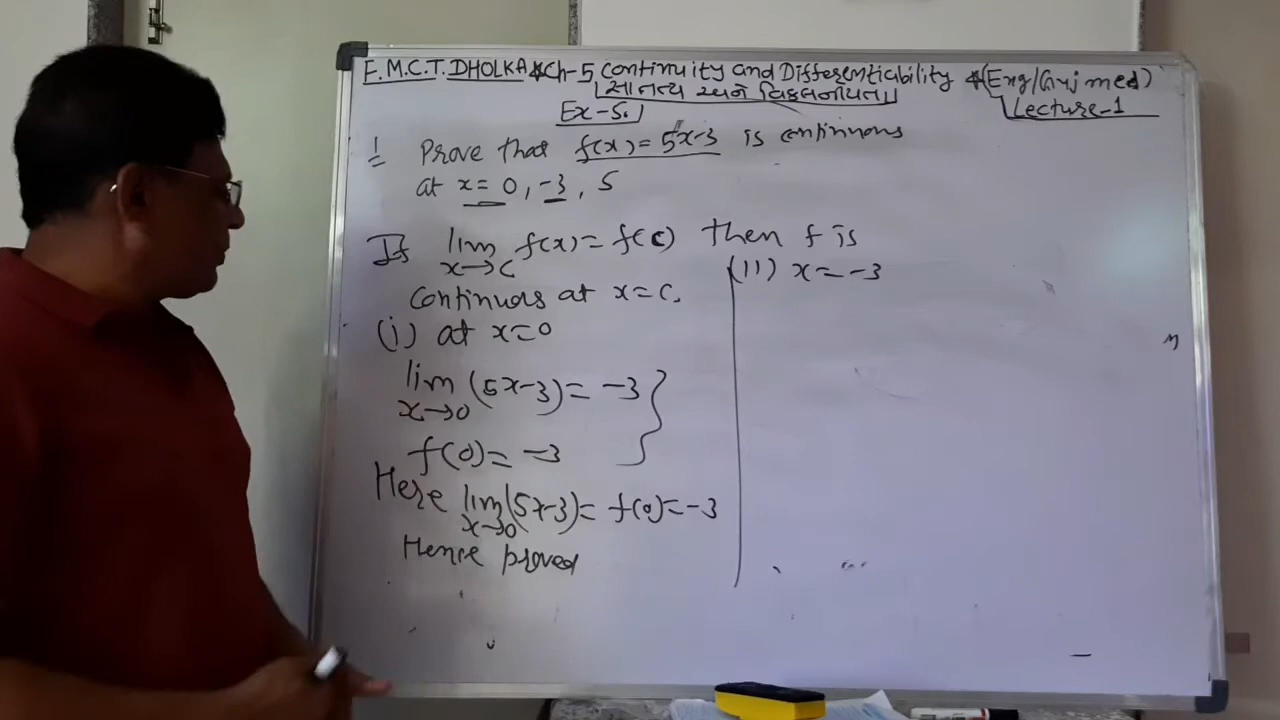 F.M.C.T. DHOLKA * Ch-5 Continuity and Differentiability * (Eng/Guj med)
સાતત્ય અને વિકલનીયતા
Lecture-1
Ex-5.1
1 Prove that f(x) = 5x-3 is continuous
at x = 0, -3, 5
If lim x→c f(x) = f(c) then f is
continuous at x = c.
(i) at x = 0
lim x→0 (5x-3) = -3
f(0) = -3
Here lim x→0 (5x-3) = f(0) = -3
Hence proved
(11) x = -3